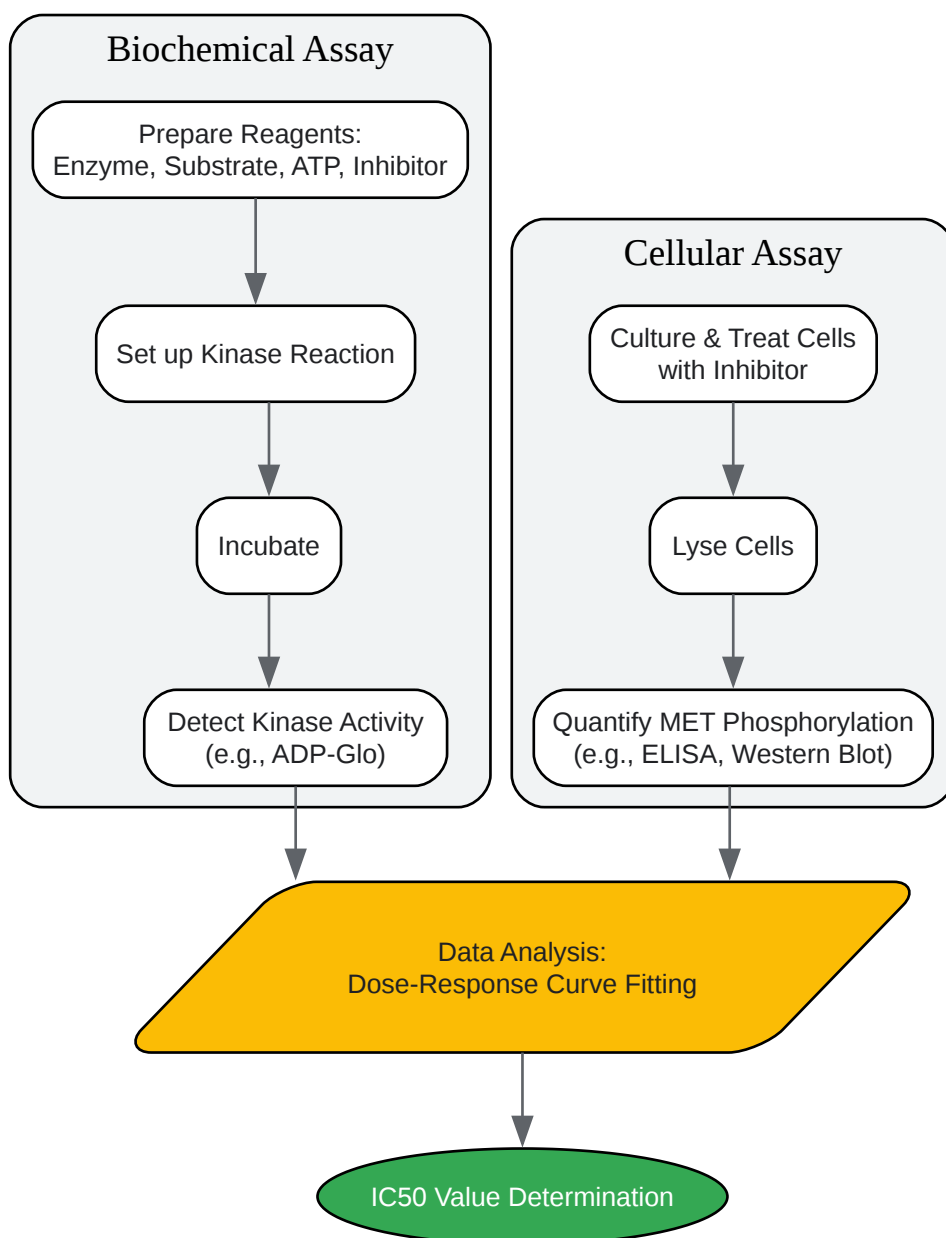 Biochemical Assay
Prepare Reagents:
Enzyme, Substrate, ATP, Inhibitor
Set up Kinase Reaction
Incubate
Detect Kinase Activity
(e.g., ADP-Glo)
Cellular Assay
Culture & Treat Cells
with Inhibitor
Lyse Cells
Quantify MET Phosphorylation
(e.g., ELISA, Western Blot)
Data Analysis:
Dose-Response Curve Fitting
IC50 Value Determination